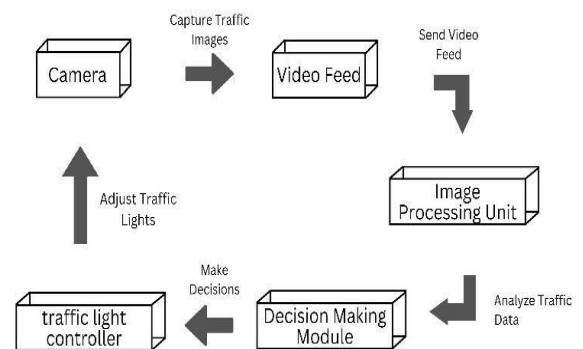 Capture Traffic
Images
Send Video
Feed
Camera
Video Feed
Image
Processing Unit
Adjust Traffic
Lights
Make
Decisions
Analyze Traffic
Data
traffic light
controller
Decision Making
Module